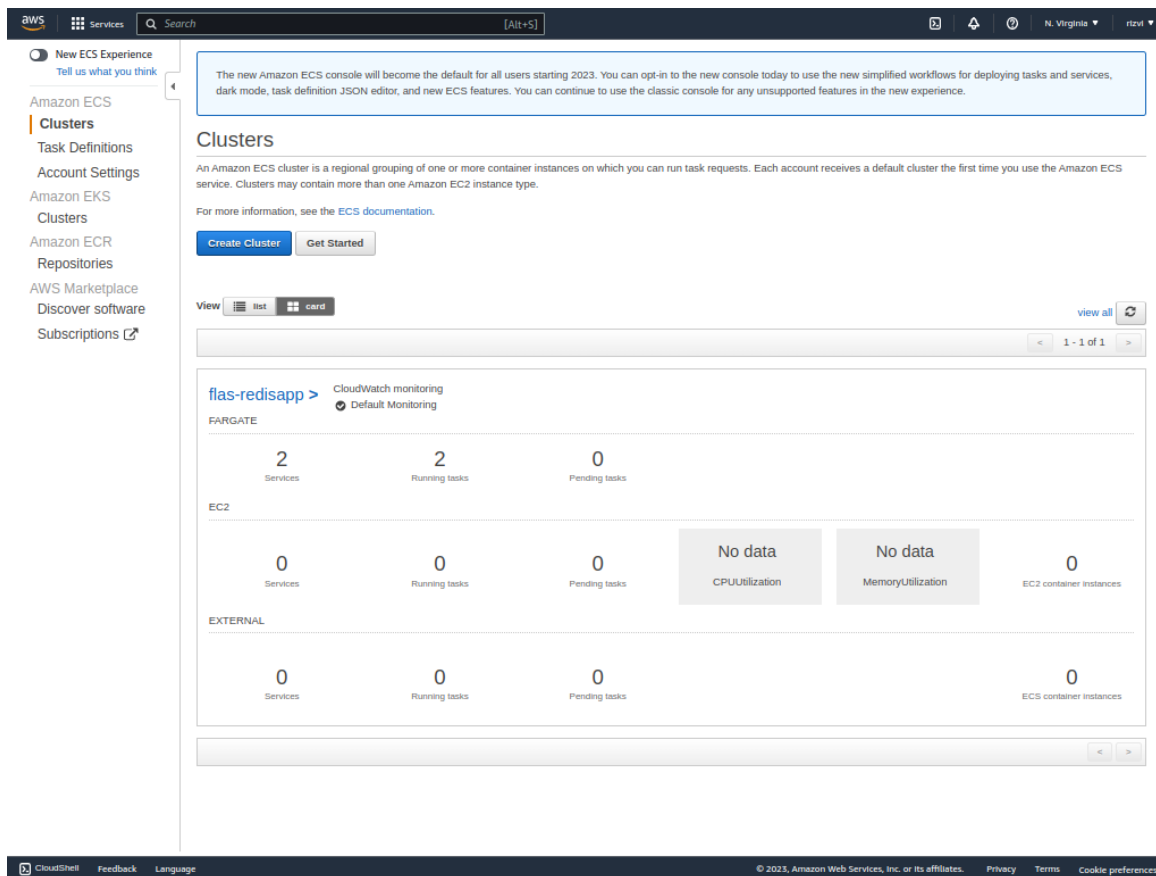 aws
Services
Search
[Alt+S]
N. Virginia
rizvi
New ECS Experience
Tell us what you think
Amazon ECS
Clusters
Task Definitions
Account Settings
Amazon EKS
Clusters
Amazon ECR
Repositories
AWS Marketplace
Discover software
Subscriptions
The new Amazon ECS console will become the default for all users starting 2023. You can opt-in to the new console today to use the new simplified workflows for deploying tasks and services,
dark mode, task definition JSON editor, and new ECS features. You can continue to use the classic console for any unsupported features in the new experience.
Clusters
An Amazon ECS cluster is a regional grouping of one or more container instances on which you can run task requests. Each account receives a default cluster the first time you use the Amazon ECS
service. Clusters may contain more than one Amazon EC2 instance type.
For more information, see the ECS documentation.
Create Cluster
Get Started
View
list
card
view all
< 1 - 1 of 1 >
flas-redisapp >
CloudWatch monitoring
Default Monitoring
FARGATE
2 2 0
Services Running tasks Pending tasks
EC2
0 0 0 No data No data 0
Services Running tasks Pending tasks CPUUtilization MemoryUtilization EC2 container instances
EXTERNAL
0 0 0 0
Services Running tasks Pending tasks ECS container instances
< >
CloudShell Feedback Language © 2023, Amazon Web Services, Inc. or its affiliates. Privacy Terms Cookie preferences